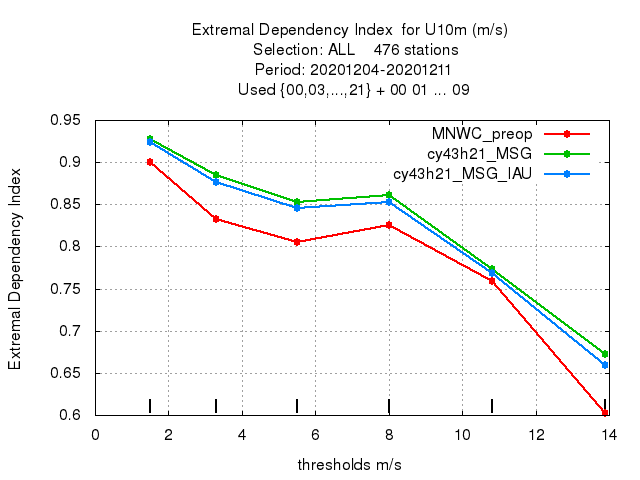 Extremal Dependency Index  for U10m (m/s)
Selection: ALL    476 stations
Period: 20201204-20201211
Used {00,03,...,21} + 00 01 ... 09
MNWC_preop
cy43h21_MSG
cy43h21_MSG_IAU
Extremal Dependency Index
0.95
0.9
0.85
0.8
0.75
0.7
0.65
0.6
0 2 4 6 8 10 12 14
thresholds m/s